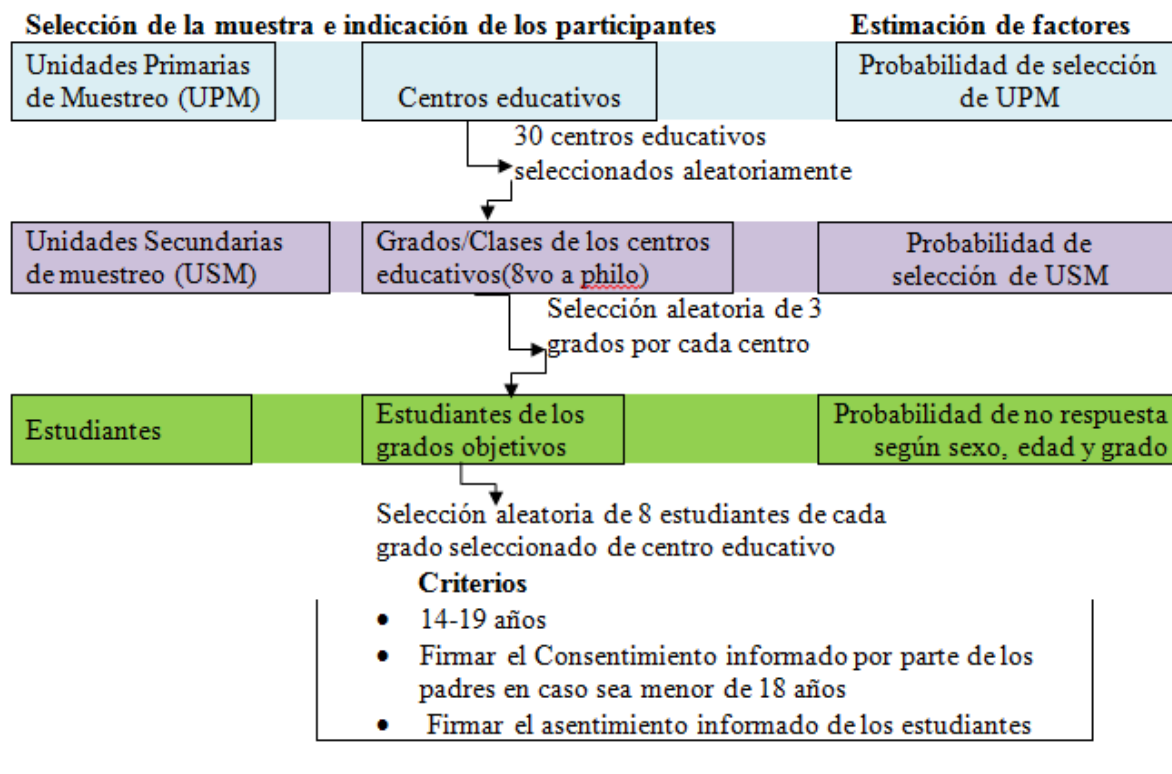 Selección de la muestra e indicación de los participantes
Estimación de factores
Unidades Primarias
de Muestreo (UPM)
Centros educativos
Probabilidad de selección
de UPM
30 centros educativos
seleccionados aleatoriamente
Unidades Secundarias
de muestreo (USM)
Grados/Clases de los centros
educativos(8vo a philo)
Probabilidad de
selección de USM
Selección aleatoria de 3
grados por cada centro
Estudiantes
Estudiantes de los
grados objetivos
Probabilidad de no respuesta
según sexo, edad y grado
Selección aleatoria de 8 estudiantes de cada
grado seleccionado de centro educativo
Criterios
• 14-19 años
• Firmar el Consentimiento informado por parte de los
padres en caso sea menor de 18 años
• Firmar el asentimiento informado de los estudiantes